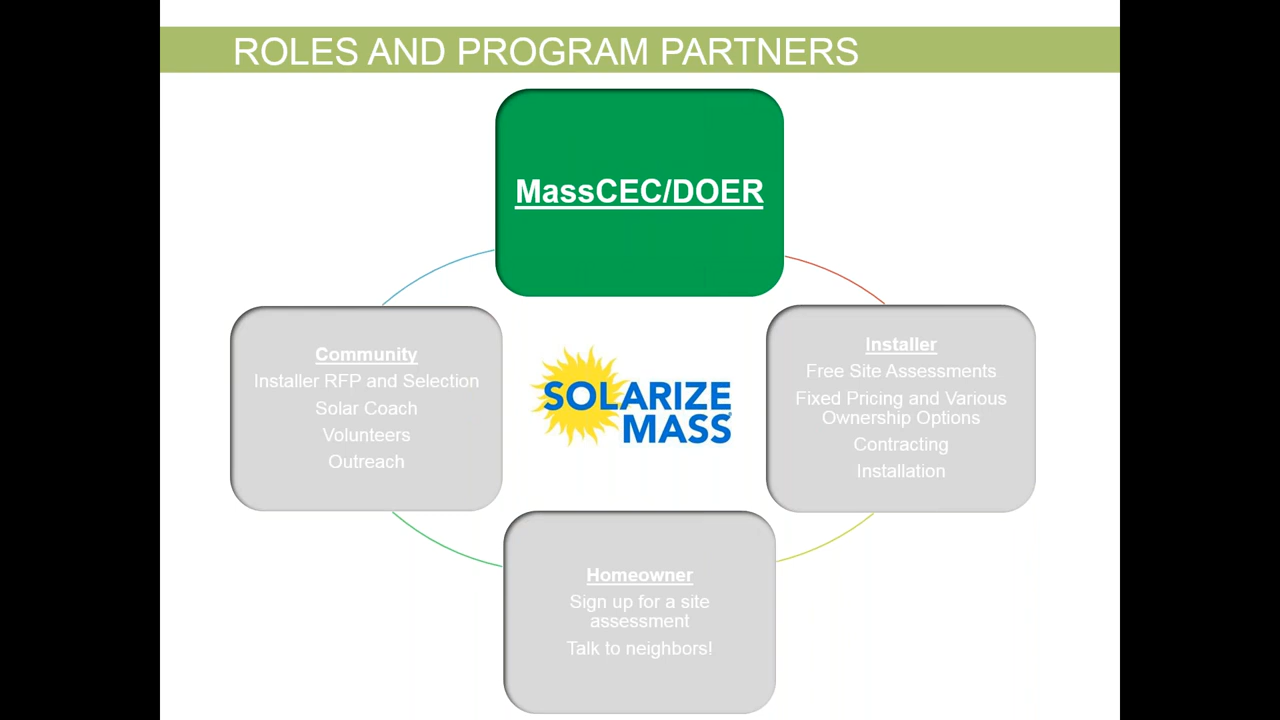 ROLES AND PROGRAM PARTNERS
MassCEC/DOER
Community
Installer RFP and Selection
Solar Coach
Volunteers
Outreach
SOLARIZE
MASS
Installer
Free Site Assessments
Fixed Pricing and Various
Ownership Options
Contracting
Installation
Homeowner
Sign up for a site
assessment
Talk to neighbors!